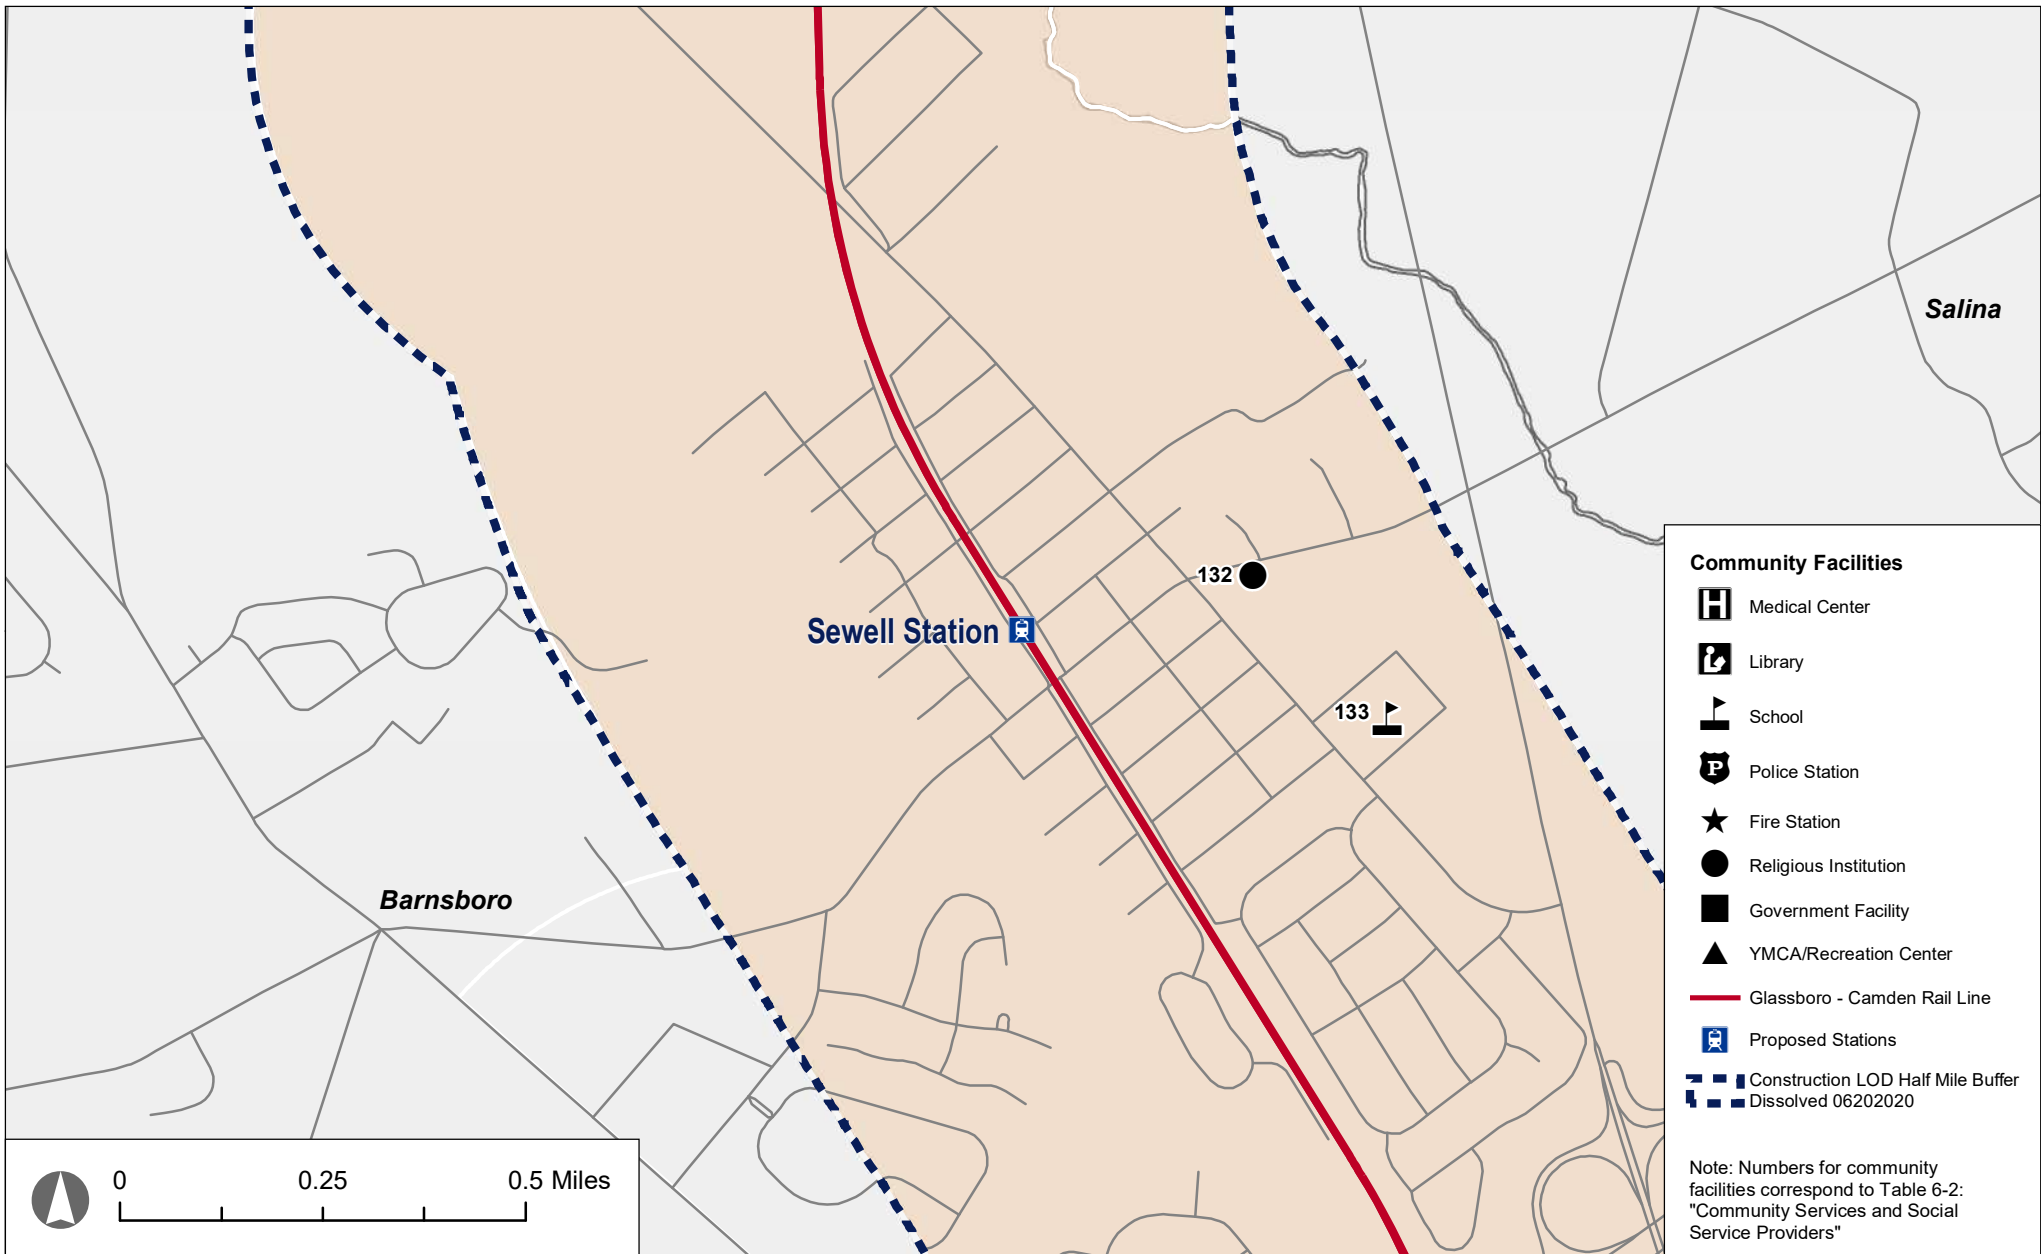 Salina
132
Sewell Station
133
Barnsboro
0 0.25 0.5 Miles
Community Facilities
H Medical Center
Library
School
P Police Station
Fire Station
Religious Institution
Government Facility
YMCA/Recreation Center
Glassboro - Camden Rail Line
Proposed Stations
Construction LOD Half Mile Buffer
Dissolved 06202020
Note: Numbers for community
facilities correspond to Table 6-2:
"Community Services and Social
Service Providers"